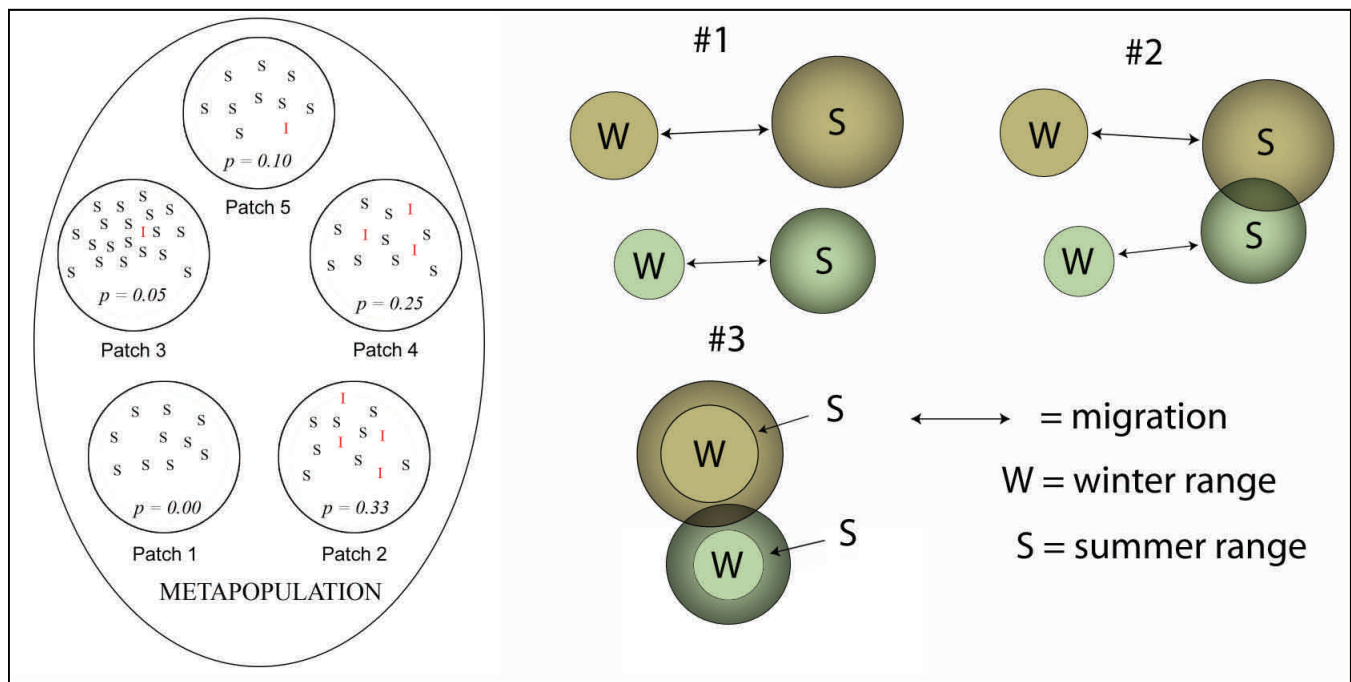 S
S S
S S S S S
S I
p = 0.10
Patch 5
S
S S S S
S S S
S S I S S
S S S S
S S S S
S S
p = 0.05
Patch 3
S I
S
S I S S
I
S S S S
p = 0.25
Patch 4
S S S
S S S
S
S S S
p = 0.00
Patch 1
I
S S S
S I
S I
S S
S I
p = 0.33
Patch 2
METAPOPULATION
#1
W S
W S
#2
W S
W S
#3
S
W
S
W
= migration
W = winter range
S = summer range